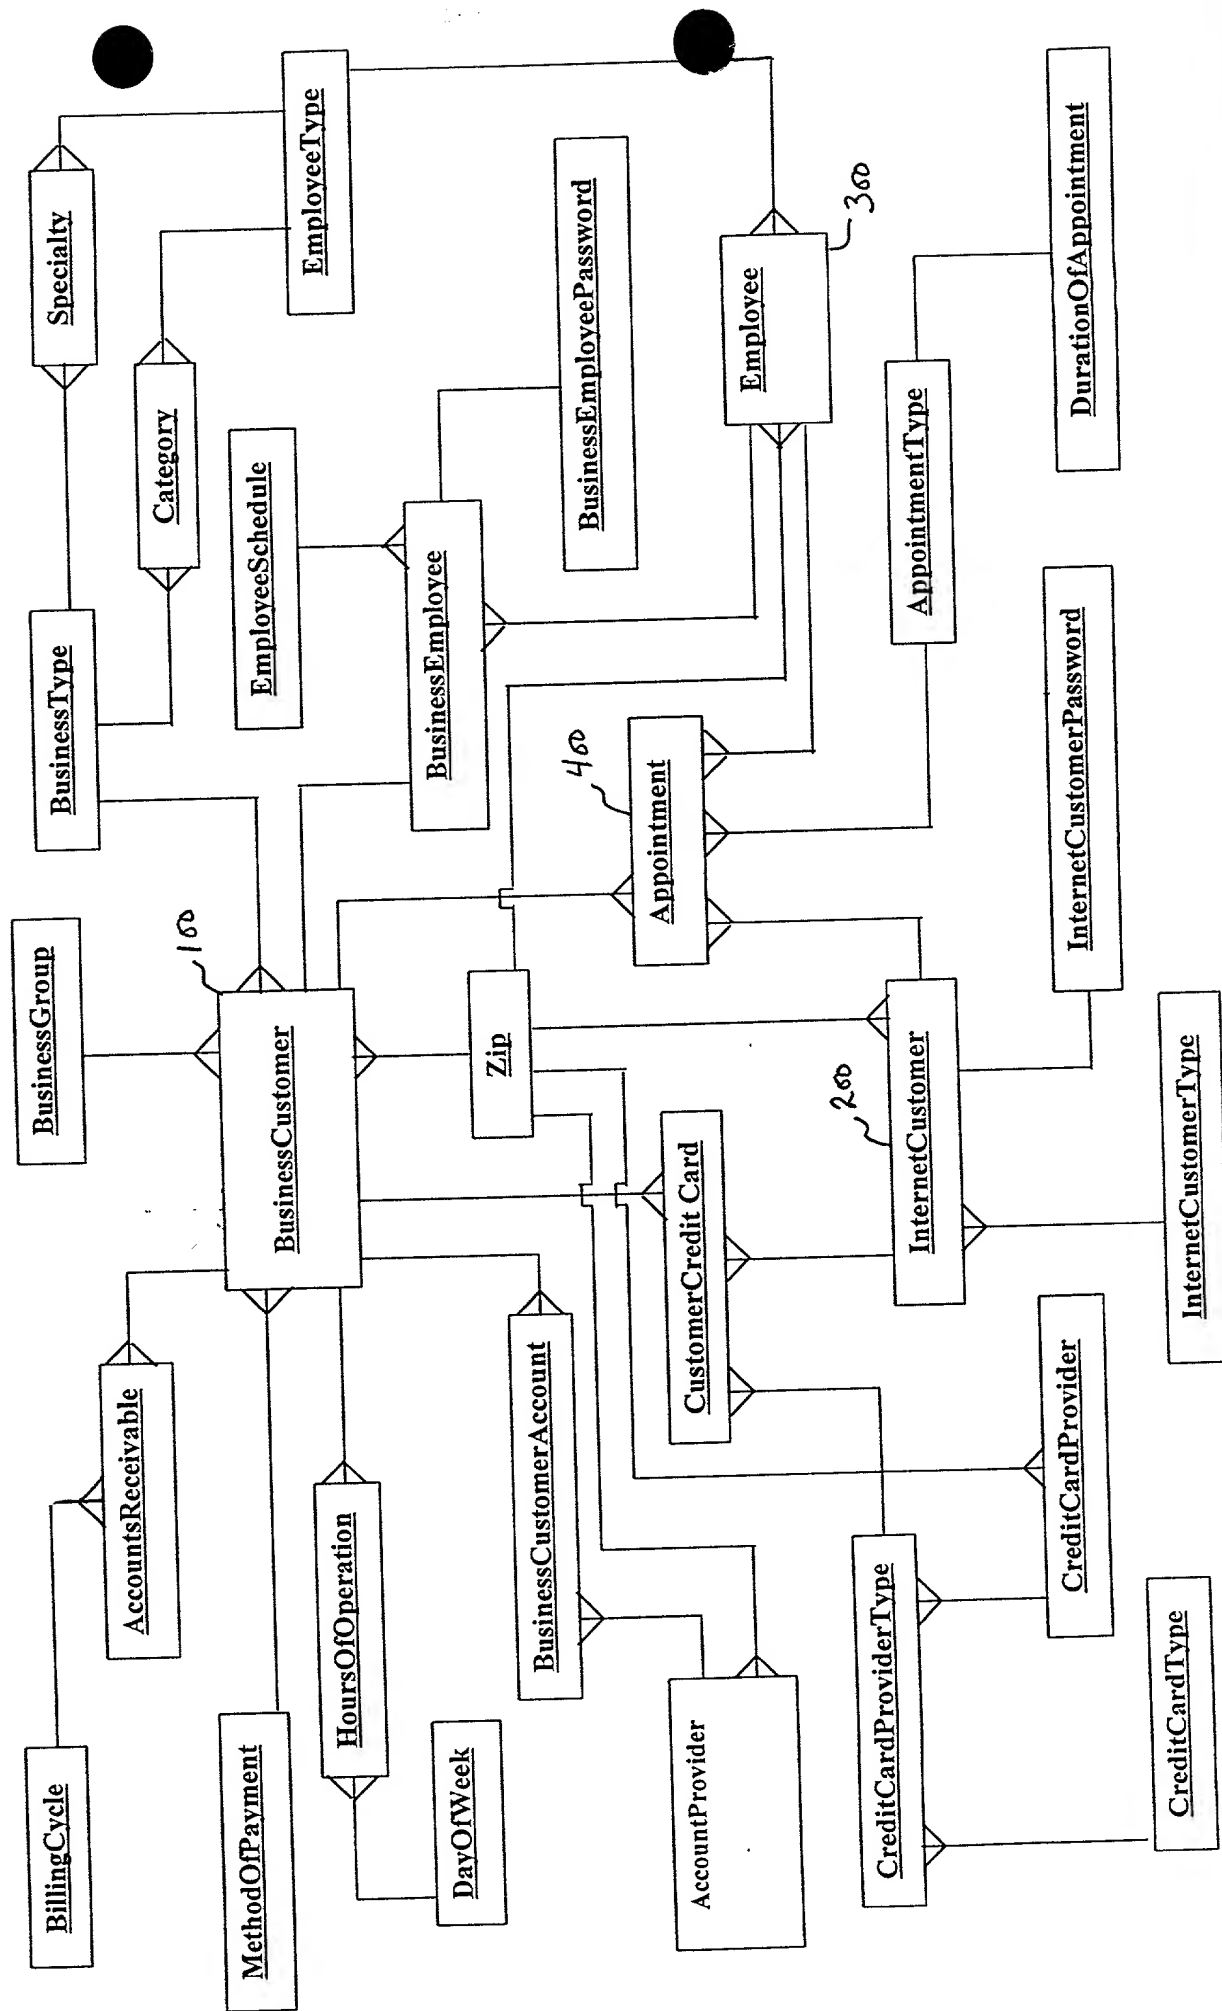 BillingCycle
AccountsReceivable
BusinessGroup
BusinessType
Specialty
MethodOfPayment
100
BusinessCustomer
Category
EmployeeType
HoursOfOperation
EmployeeSchedule
DayOfWeek
BusinessCustomerAccount
Zip
BusinessEmployee
BusinessEmployeePassword
AccountProvider
CustomerCredit Card
400
Appointment
Employee
300
CreditCardProviderType
200
InternetCustomer
AppointmentType
CreditCardProvider
InternetCustomerPassword
DurationOfAppointment
CreditCardType
InternetCustomerType